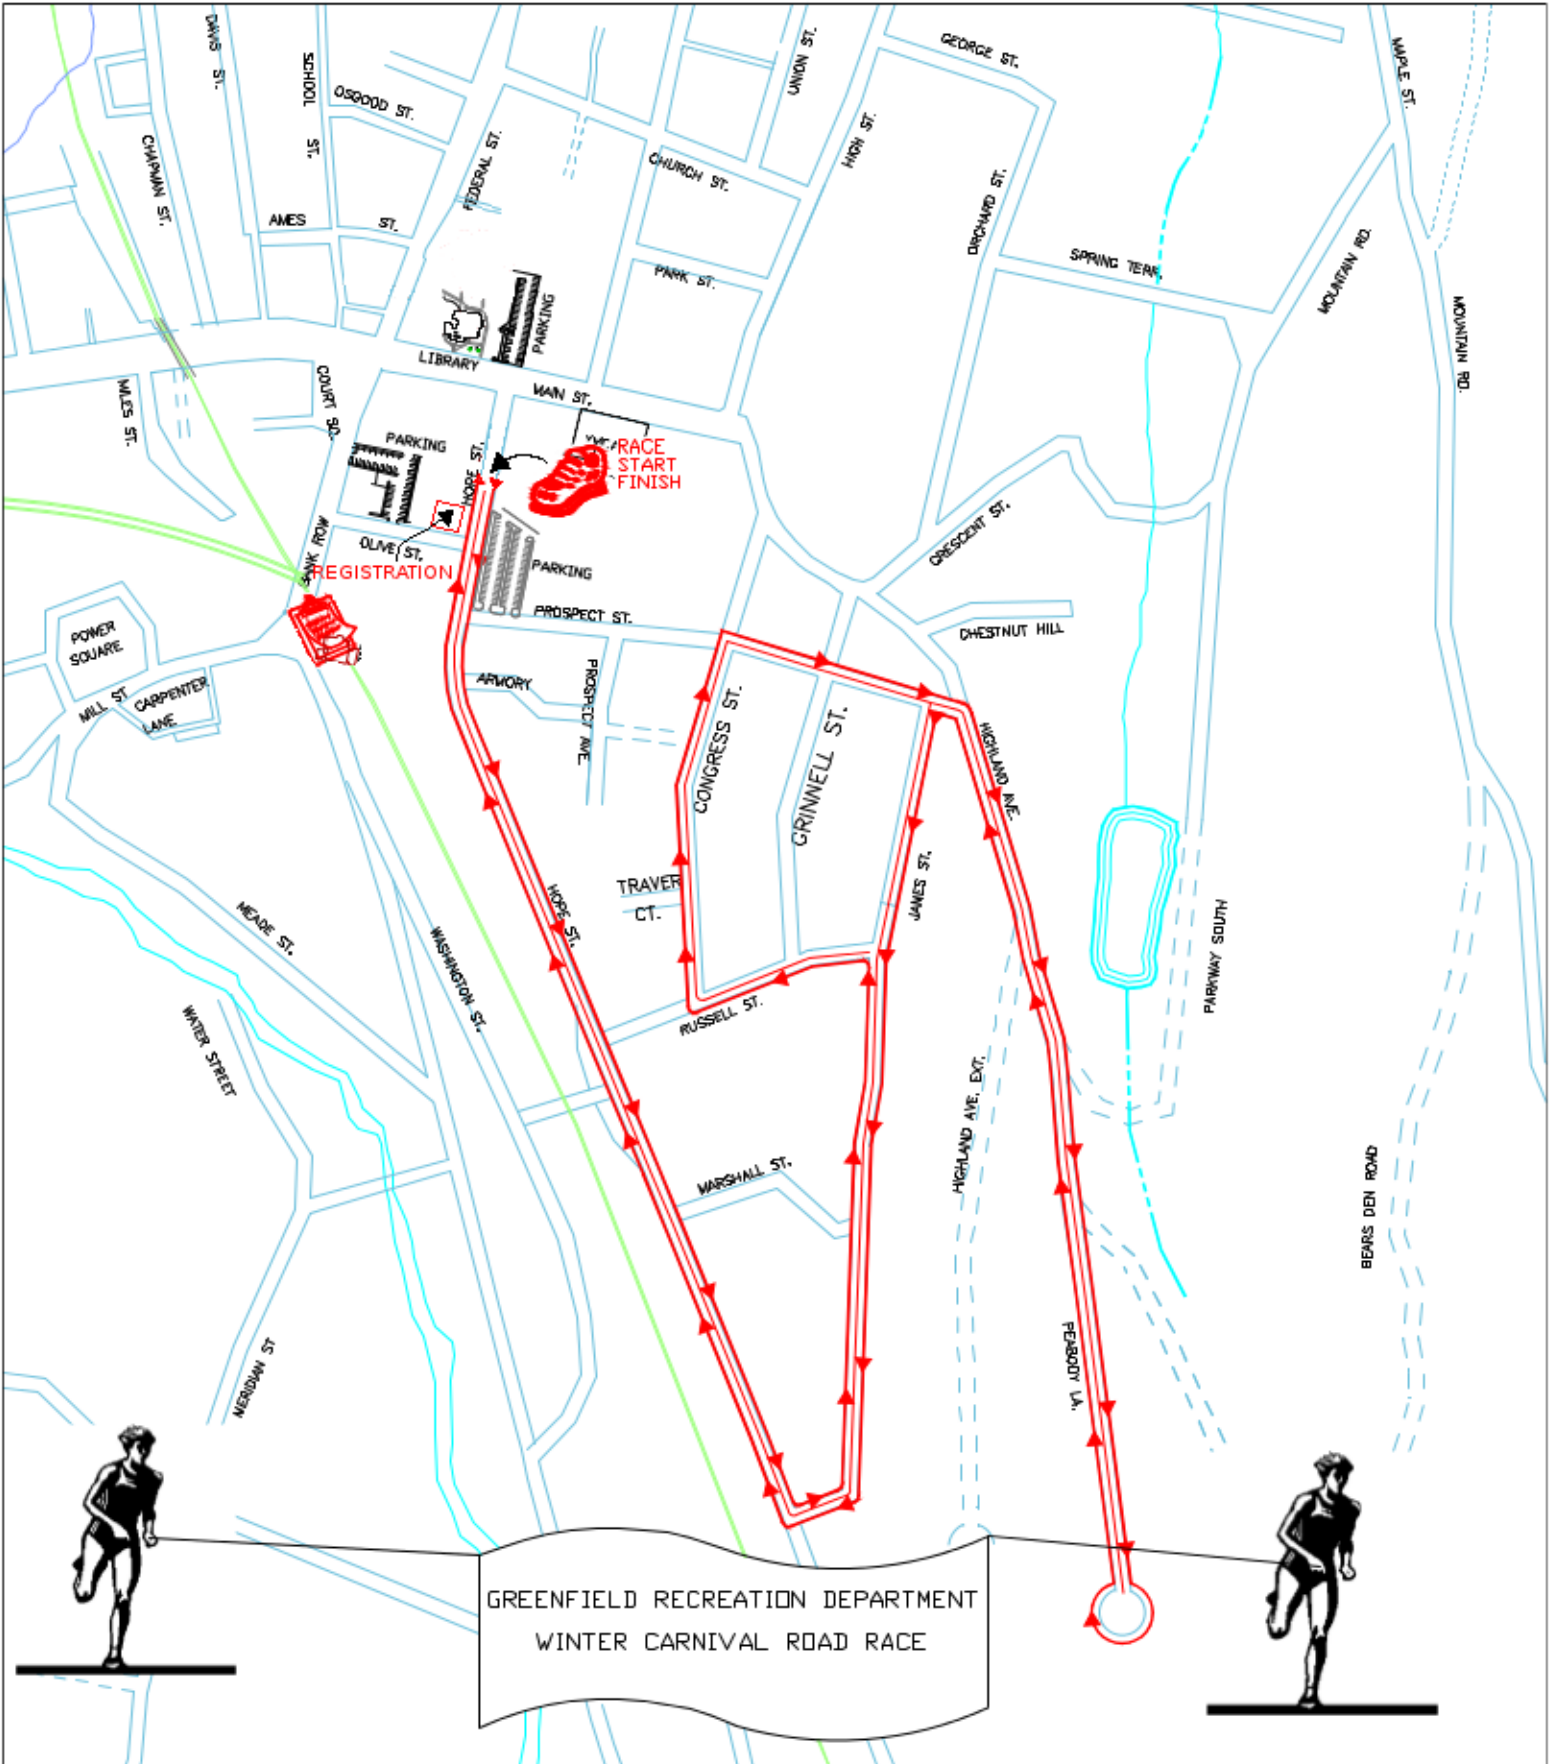 DAVIS ST.
SCHOOL ST.
OSGOOD ST.
CHAPMAN ST.
FEDERAL ST.
AMES ST.
UNION ST.
HIGH ST.
CHURCH ST.
PARK ST.
GEORGE ST.
ORCHARD ST.
SPRING TERR.
MAPLE ST.
MOUNTAIN RD.
MOUNTAIN RD.
LIBRARY
PARKING
MAIN ST.
MILES ST.
COURT SQ.
PARKING
HOPE ST.
RACE
START
FINISH
OLIVE ST.
BANK ROW
REGISTRATION
PARKING
PROSPECT ST.
CRESCENT ST.
CHESTNUT HILL
POWER
SQUARE
MILL ST
CARPENTER
LANE
ARMORY
PROSPECT AVE.
CONGRESS ST.
GRINNELL ST.
HIGHLAND AVE.
JAMES ST.
TRAVER
CT.
HOPE ST.
MEADE ST.
WASHINGTON ST.
WATER STREET
RUSSELL ST.
PARKWAY SOUTH
HIGHLAND AVE. EXT.
MARSHALL ST.
BEARS DEN ROAD
PEABODY LA.
MERIDIAN ST
GREENFIELD RECREATION DEPARTMENT
WINTER CARNIVAL ROAD RACE